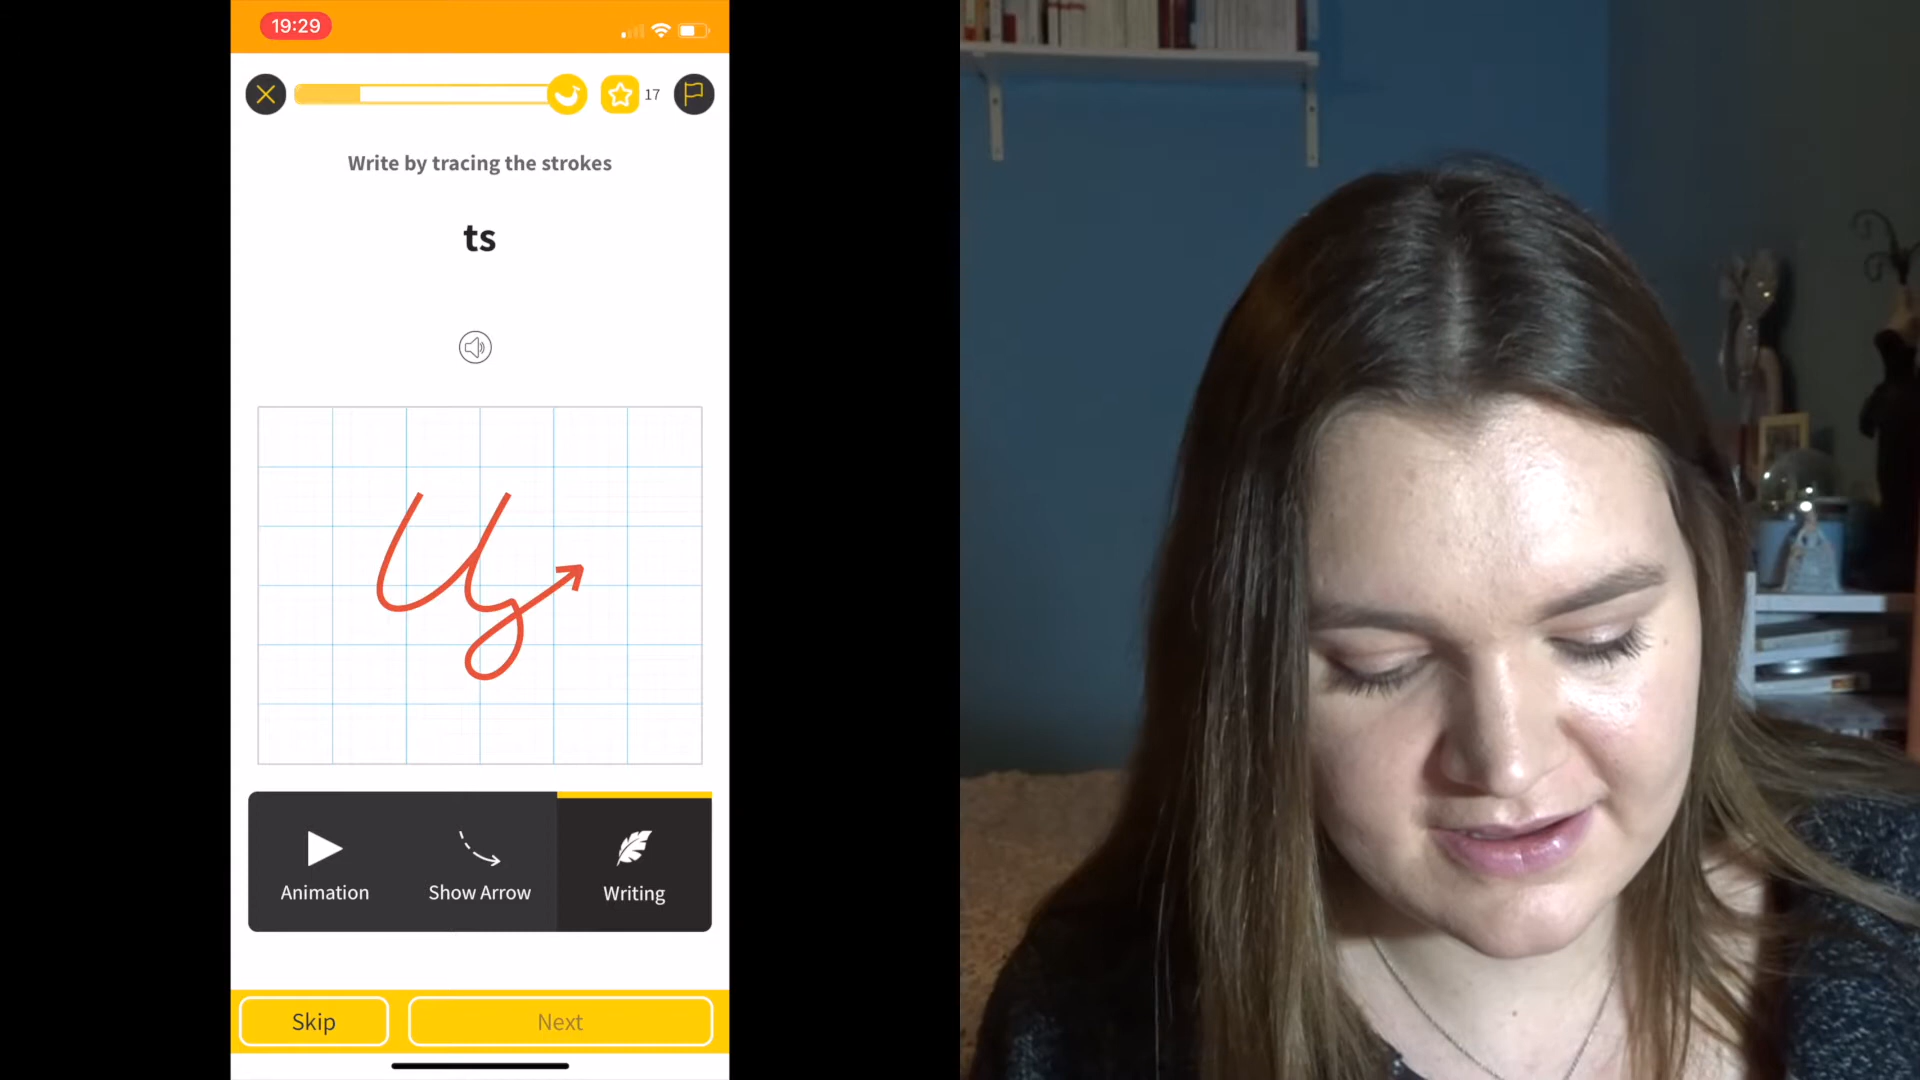 19:29
17
Write by tracing the strokes
ts
ц
Animation
Show Arrow
Writing
Skip
Next